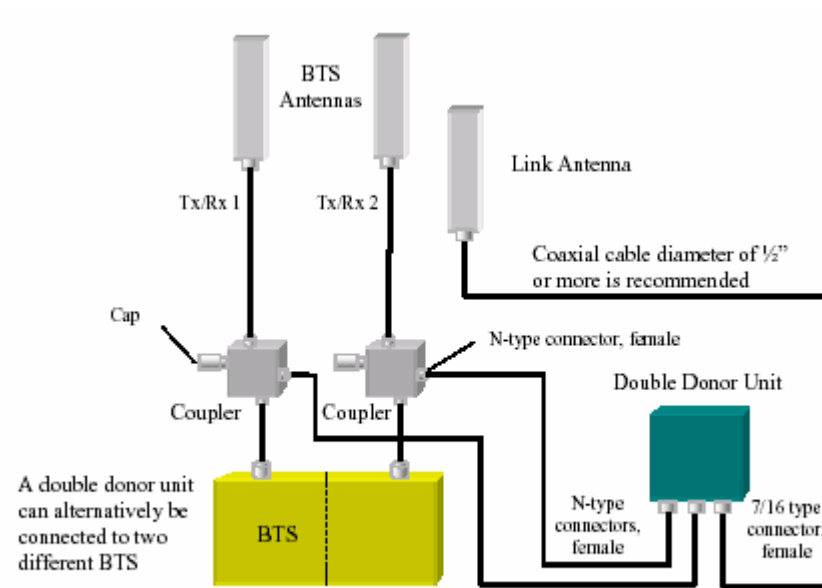 BTS
Antennas
Link Antenna
Tx/Rx 1
Tx/Rx 2
Coaxial cable diameter of ½”
or more is recommended
Cap
N-type connector, female
Double Donor Unit
Coupler
Coupler
A double donor unit
can alternatively be
connected to two
different BTS
BTS
N-type
connectors,
female
7/16 type
connector,
female